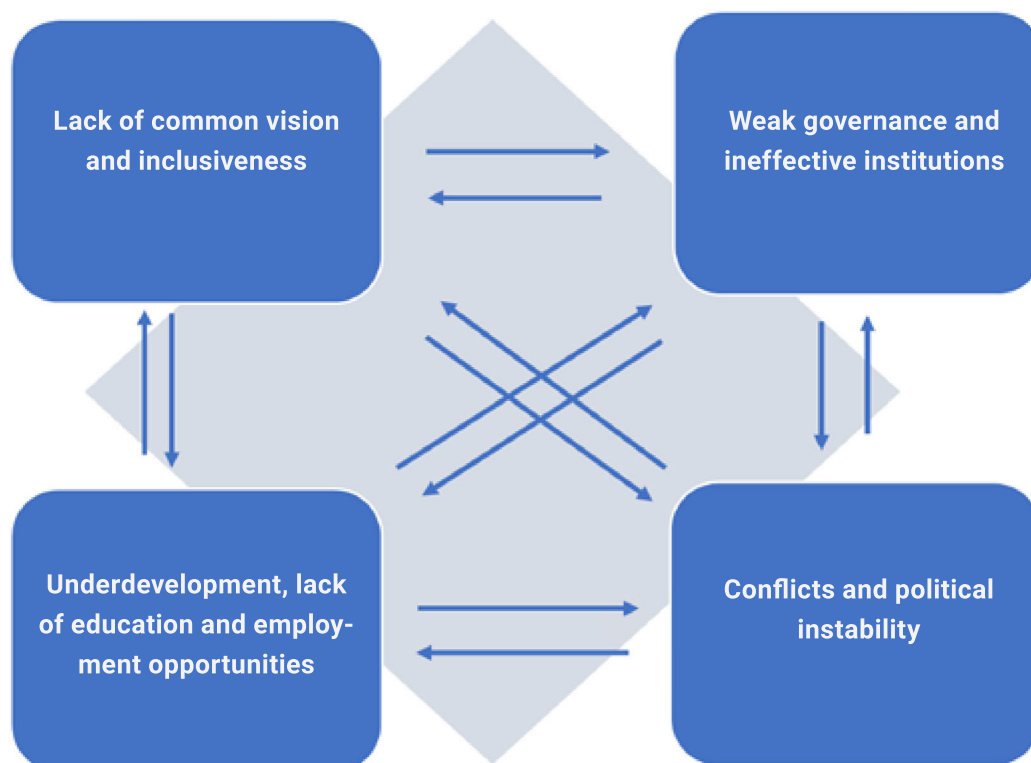 Lack of common vision
and inclusiveness
Weak governance and
ineffective institutions
Underdevelopment, lack
of education and employ-
ment opportunities
Conflicts and political
instability